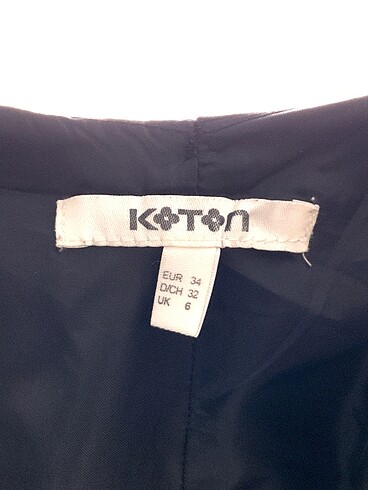 KOTON
EUR 34
D/CH 32
UK 6